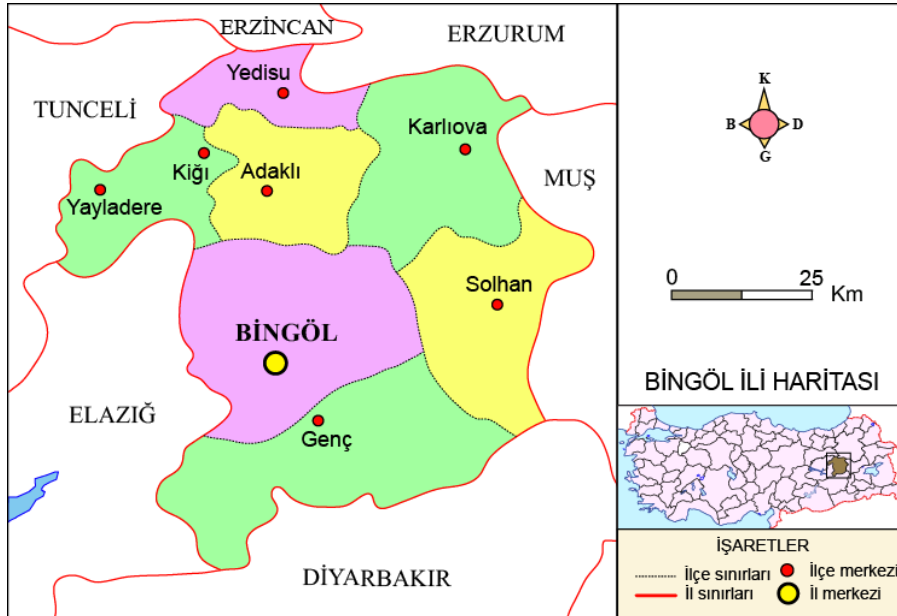 ERZİNCAN
ERZURUM
Yedisu
TUNCELİ
Karlıova
Kiğı
Adaklı
MUŞ
Yayladere
Solhan
BİNGÖL
ELAZIĞ
Genç
DİYARBAKIR
K
B D
G
0 25
Km
BİNGÖL İLİ HARİTASI
İŞARETLER
İlçe sınırları İlçe merkezi
İl sınırları İl merkezi